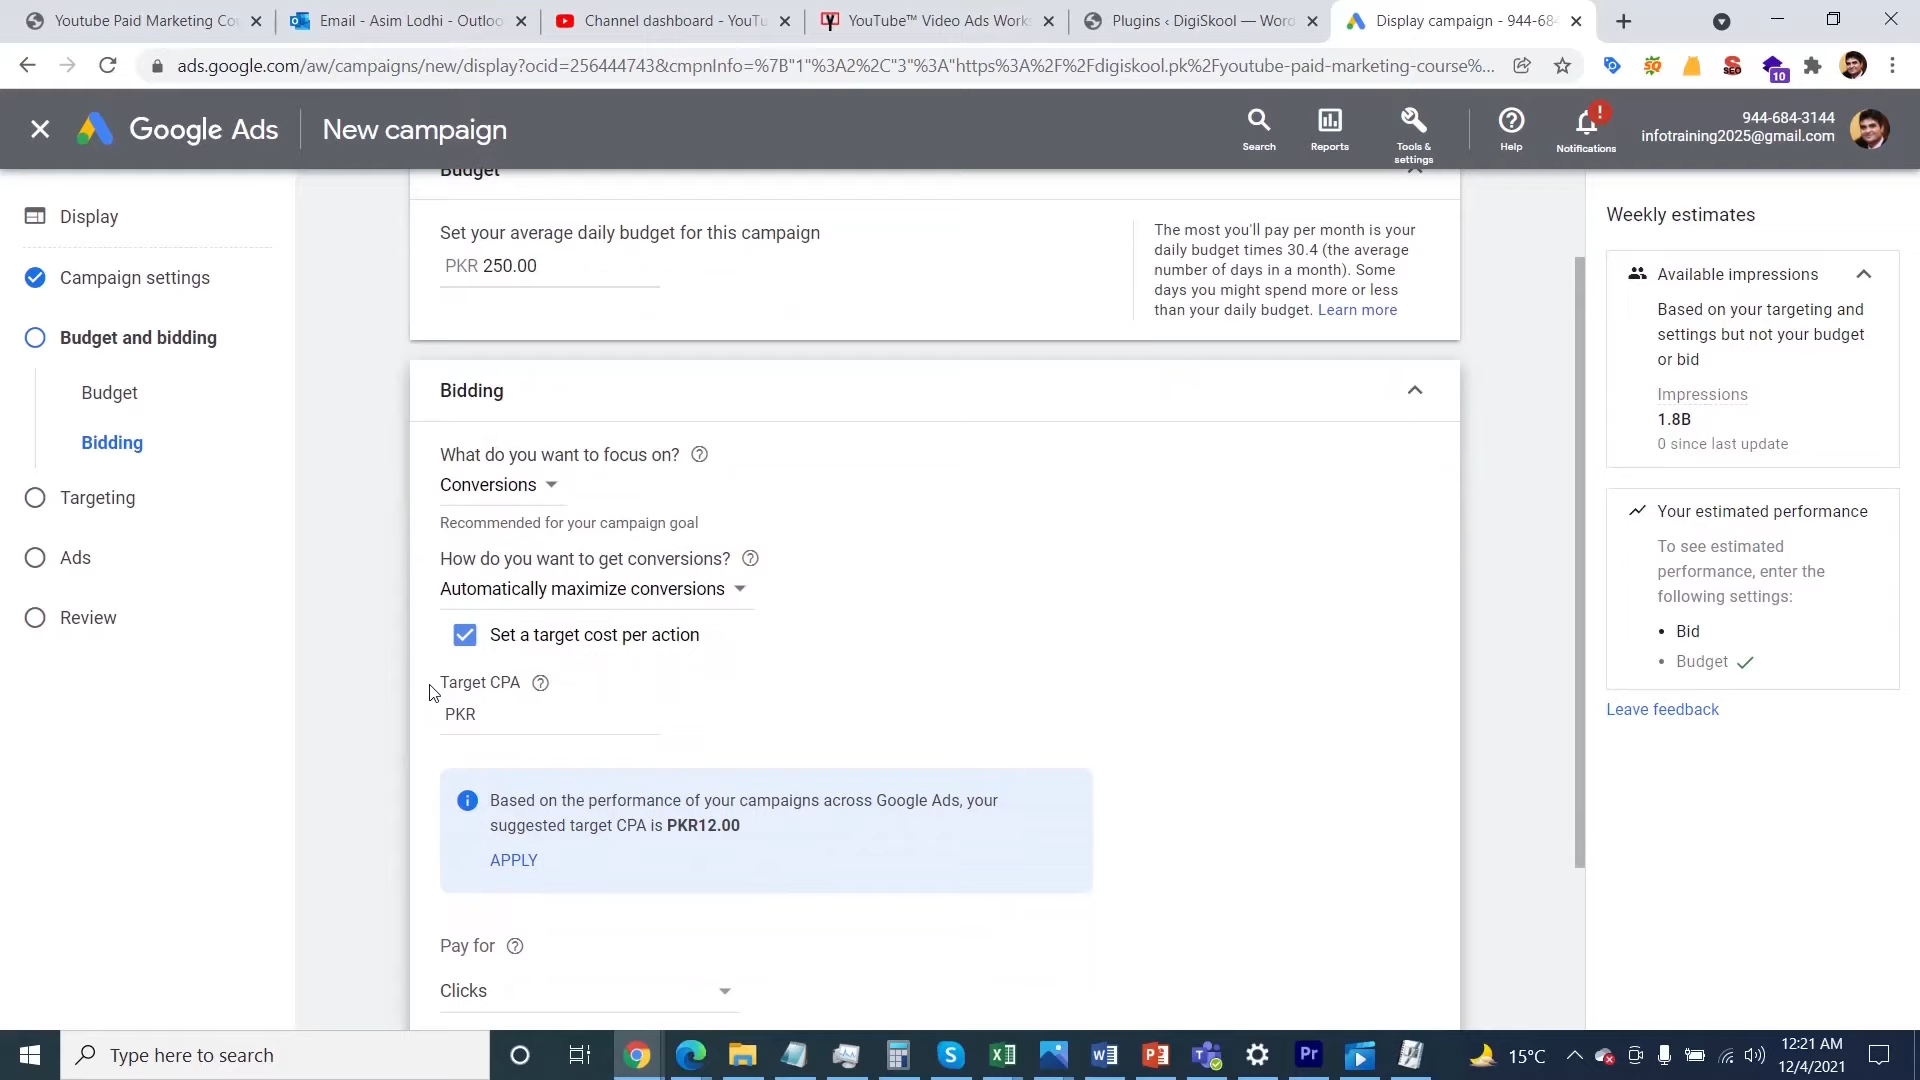 Youtube Paid Marketing Co
Email - Asim Lodhi - Outloo
Channel dashboard - YouTu
YouTube™ Video Ads Works
Plugins ‹ DigiSkool — Word
Display campaign - 944-684
ads.google.com/aw/campaigns/new/display?ocid=256444743&cmpnInfo=%7B"1"%3A2%2C"3"%3A"https%3A%2F%2Fdigiskool.pk%2Fyoutube-paid-marketing-course%...
SEO
10
Google Ads
New campaign
Search
Reports
Tools & settings
Help
Notifications
944-684-3144
infotraining2025@gmail.com
Display
Campaign settings
Budget and bidding
Budget
Bidding
Targeting
Ads
Review
Budget
Set your average daily budget for this campaign
PKR 250.00
The most you'll pay per month is your
daily budget times 30.4 (the average
number of days in a month). Some
days you might spend more or less
than your daily budget. Learn more
Bidding
What do you want to focus on?
Conversions
Recommended for your campaign goal
How do you want to get conversions?
Automatically maximize conversions
Set a target cost per action
Target CPA
PKR
Based on the performance of your campaigns across Google Ads, your
suggested target CPA is PKR12.00
APPLY
Pay for
Clicks
Weekly estimates
Available impressions
Based on your targeting and
settings but not your budget
or bid
Impressions
1.8B
0 since last update
Your estimated performance
To see estimated
performance, enter the
following settings:
• Bid
• Budget
Leave feedback
Type here to search
15°C
12:21 AM
12/4/2021